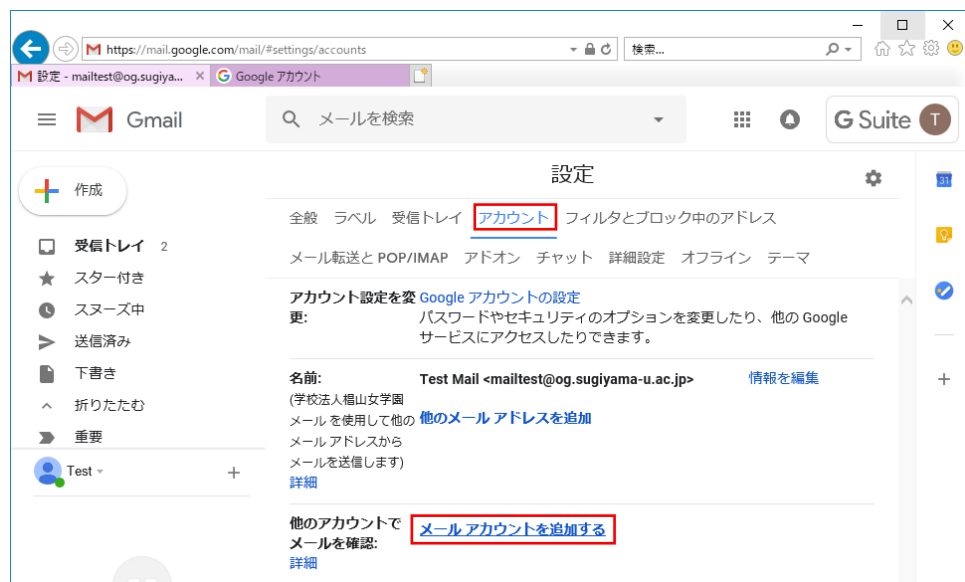 https://mail.google.com/mail/#settings/accounts
検索...
設定 - mailtest@og.sugiya...
Google アカウント
Gmail
メールを検索
G Suite
T
作成
受信トレイ 2
スター付き
スヌーズ中
送信済み
下書き
折りたたむ
重要
Test
設定
全般 ラベル 受信トレイ アカウント フィルタとブロック中のアドレス
メール転送と POP/IMAP アドオン チャット 詳細設定 オフライン テーマ
アカウント設定を変更:
Google アカウントの設定
パスワードやセキュリティのオプションを変更したり、他の Google
サービスにアクセスしたりできます。
名前:
(学校法人椙山女学園
メール を使用して他の
メール アドレスから
メールを送信します)
詳細
Test Mail <mailtest@og.sugiyama-u.ac.jp>
情報を編集
他のメール アドレスを追加
他のアカウントで
メールを確認:
詳細
メール アカウントを追加する
31